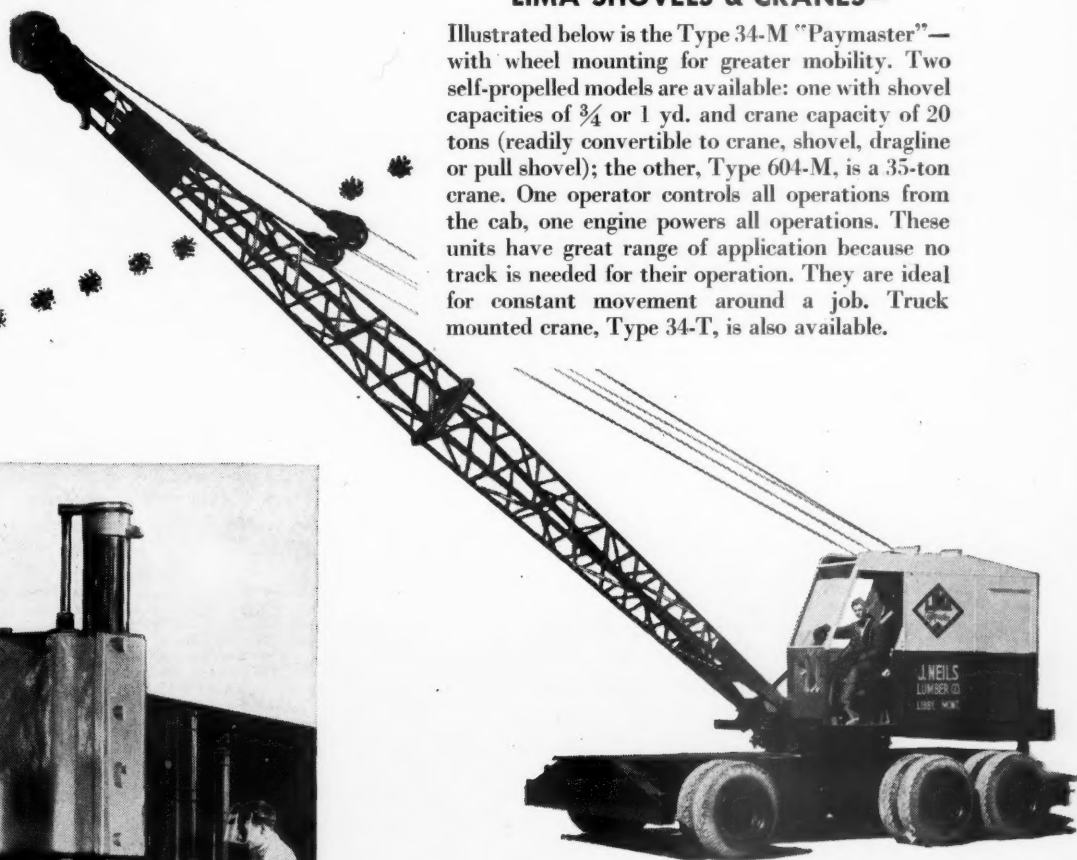 LIMA SHOVELS & CRANES—
Illustrated below is the Type 34-M "Paymaster"—
with wheel mounting for greater mobility. Two
self-propelled models are available: one with shovel
capacities of ¾ or 1 yd. and crane capacity of 20
tons (readily convertible to crane, shovel, dragline
or pull shovel); the other, Type 604-M, is a 35-ton
crane. One operator controls all operations from
the cab, one engine powers all operations. These
units have great range of application because no
track is needed for their operation. They are ideal
for constant movement around a job. Truck
mounted crane, Type 34-T, is also available.
LIMA
J. NEILS
LUMBER CO
LIBBY, MONT.